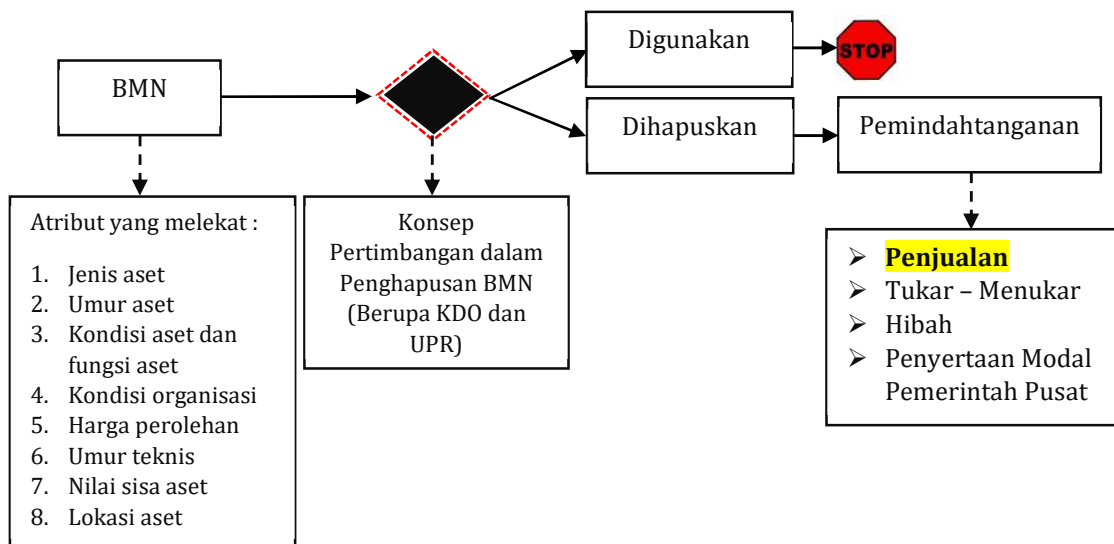 BMN
Digunakan
STOP
Dihapuskan
Pemindahtanganan
Atribut yang melekat :
1. Jenis aset
2. Umur aset
3. Kondisi aset dan
fungsi aset
4. Kondisi organisasi
5. Harga perolehan
6. Umur teknis
7. Nilai sisa aset
8. Lokasi aset
Konsep
Pertimbangan dalam
Penghapusan BMN
(Berupa KDO dan
UPR)
➢ Penjualan
➢ Tukar – Menukar
➢ Hibah
➢ Penyertaan Modal
Pemerintah Pusat